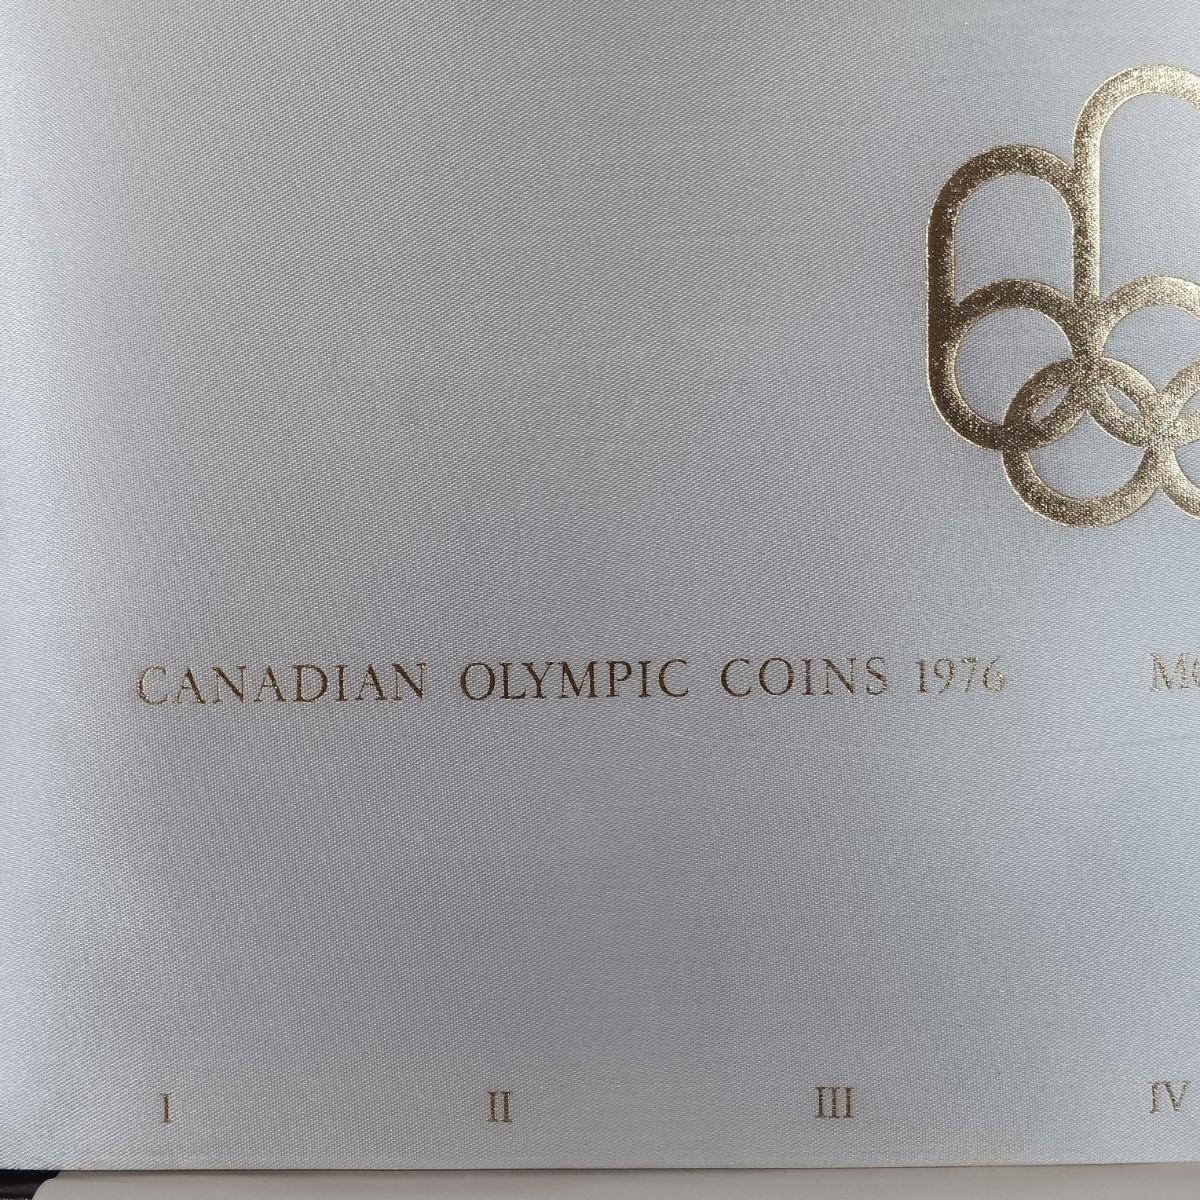 CANADIAN OLYMPIC COINS 1976
I II III IV